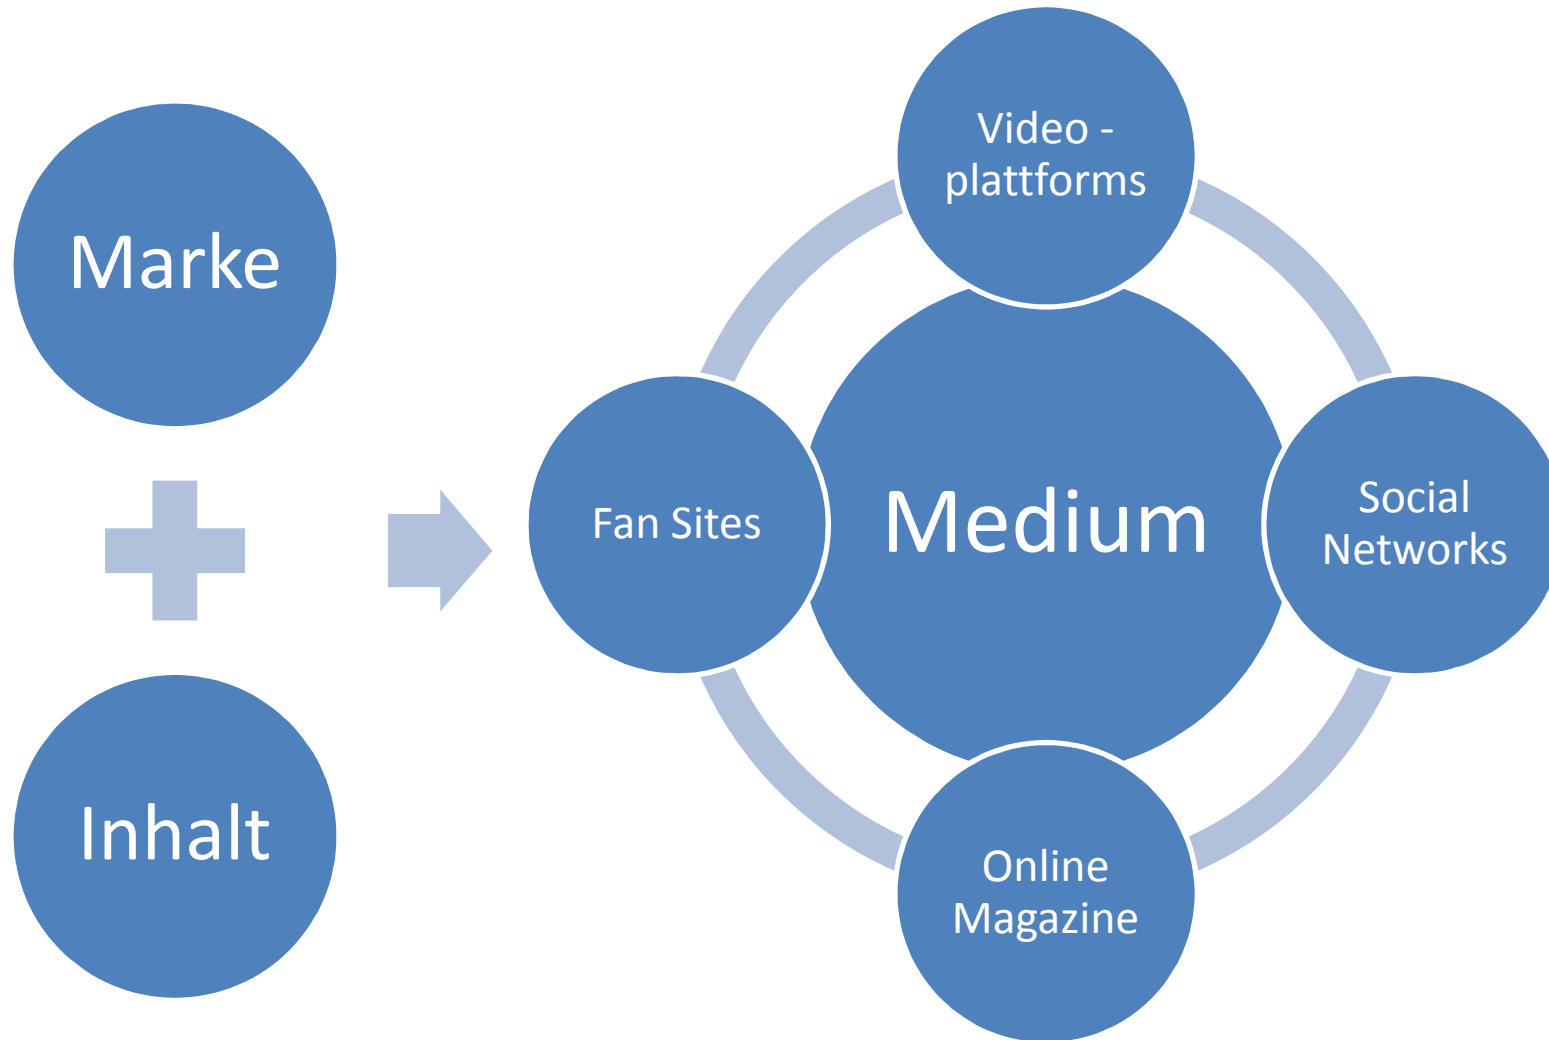 Marke
Inhalt
Video -
plattforms
Fan Sites
Medium
Social
Networks
Online
Magazine